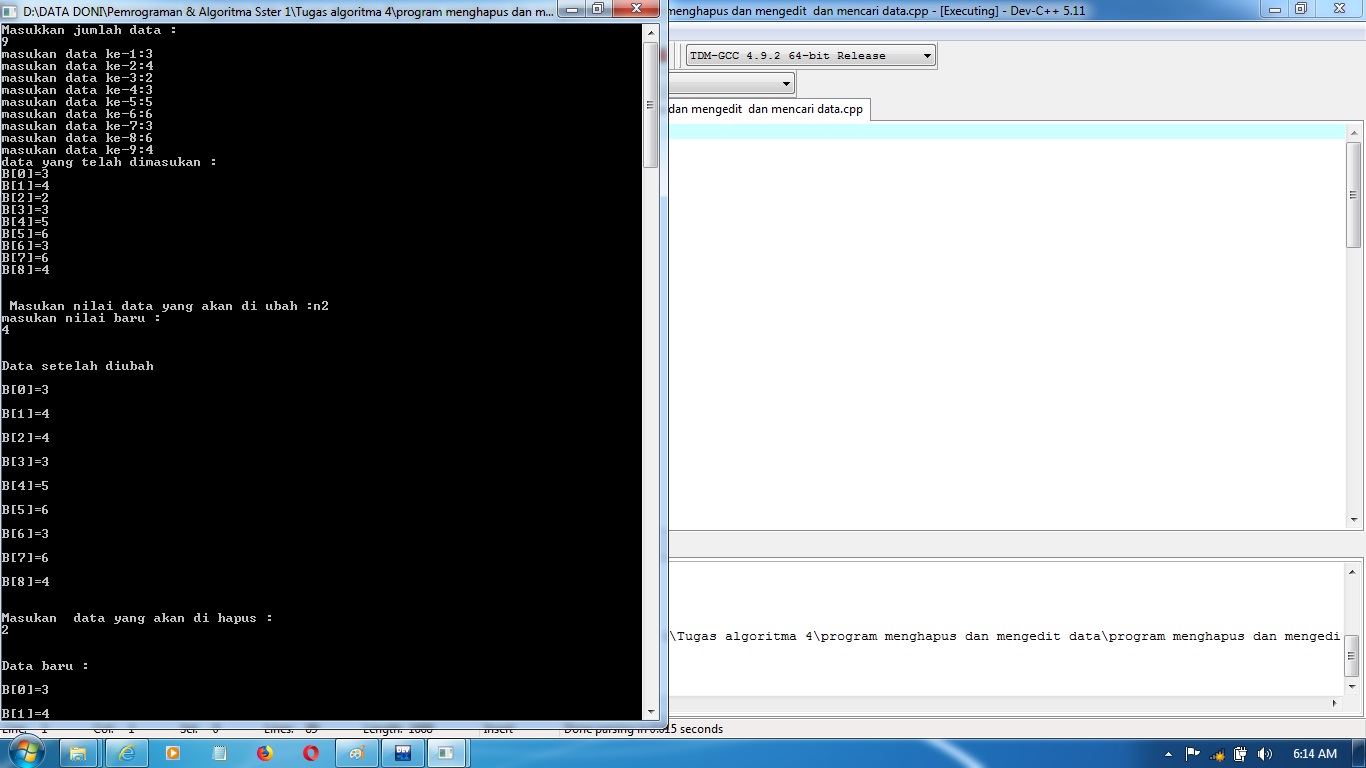 D:\DATA DONI\Pemrograman & Algoritma Sster 1\Tugas algoritma 4\program menghapus dan m...
menghapus dan mengedit dan mencari data.cpp - [Executing] - Dev-C++ 5.11
TDM-GCC 4.9.2 64-bit Release
dan mengedit dan mencari data.cpp
Masukkan jumlah data :
9
masukan data ke-1:3
masukan data ke-2:4
masukan data ke-3:2
masukan data ke-4:3
masukan data ke-5:5
masukan data ke-6:6
masukan data ke-7:3
masukan data ke-8:6
masukan data ke-9:4
data yang telah dimasukan :
B[0]=3
B[1]=4
B[2]=2
B[3]=3
B[4]=5
B[5]=6
B[6]=3
B[7]=6
B[8]=4
Masukan nilai data yang akan di ubah :n2
masukan nilai baru :
4
Data setelah diubah
B[0]=3
B[1]=4
B[2]=4
B[3]=3
B[4]=5
B[5]=6
B[6]=3
B[7]=6
B[8]=4
Masukan  data yang akan di hapus :
2
Data baru :
B[0]=3
B[1]=4
\Tugas algoritma 4\program menghapus dan mengedit data\program menghapus dan mengedi
Line: 1 Col: 1 Sel: 0 Lines: 85 Insert Done parsing in 0.015 seconds
DEV
6:14 AM